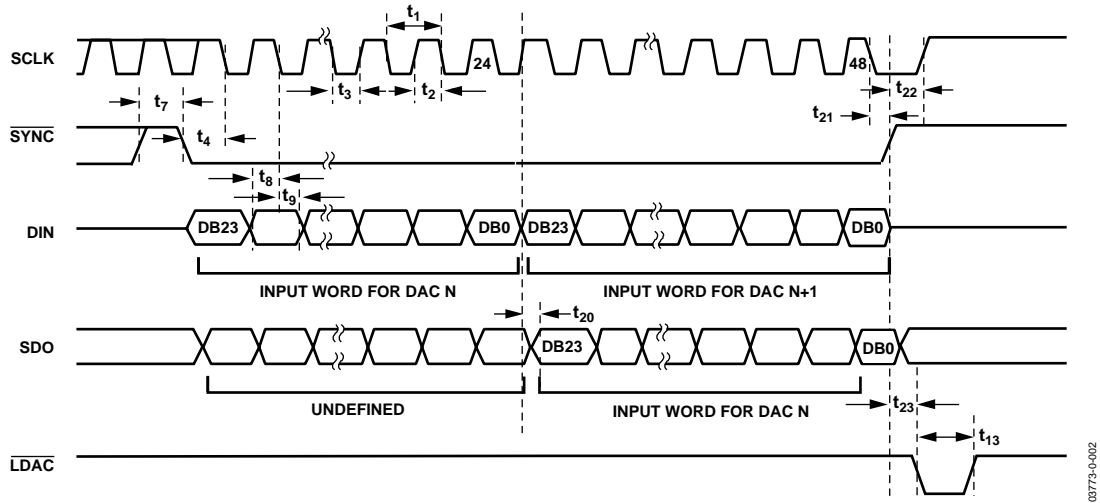 t1
SCLK
24
48
t3
t2
t22
t7
t21
SYNC
t4
t8
t9
DIN
DB23
DB0
DB23
DB0
INPUT WORD FOR DAC N
INPUT WORD FOR DAC N+1
t20
SDO
DB23
DB0
UNDEFINED
INPUT WORD FOR DAC N
t23
t13
LDAC
03773-0-002